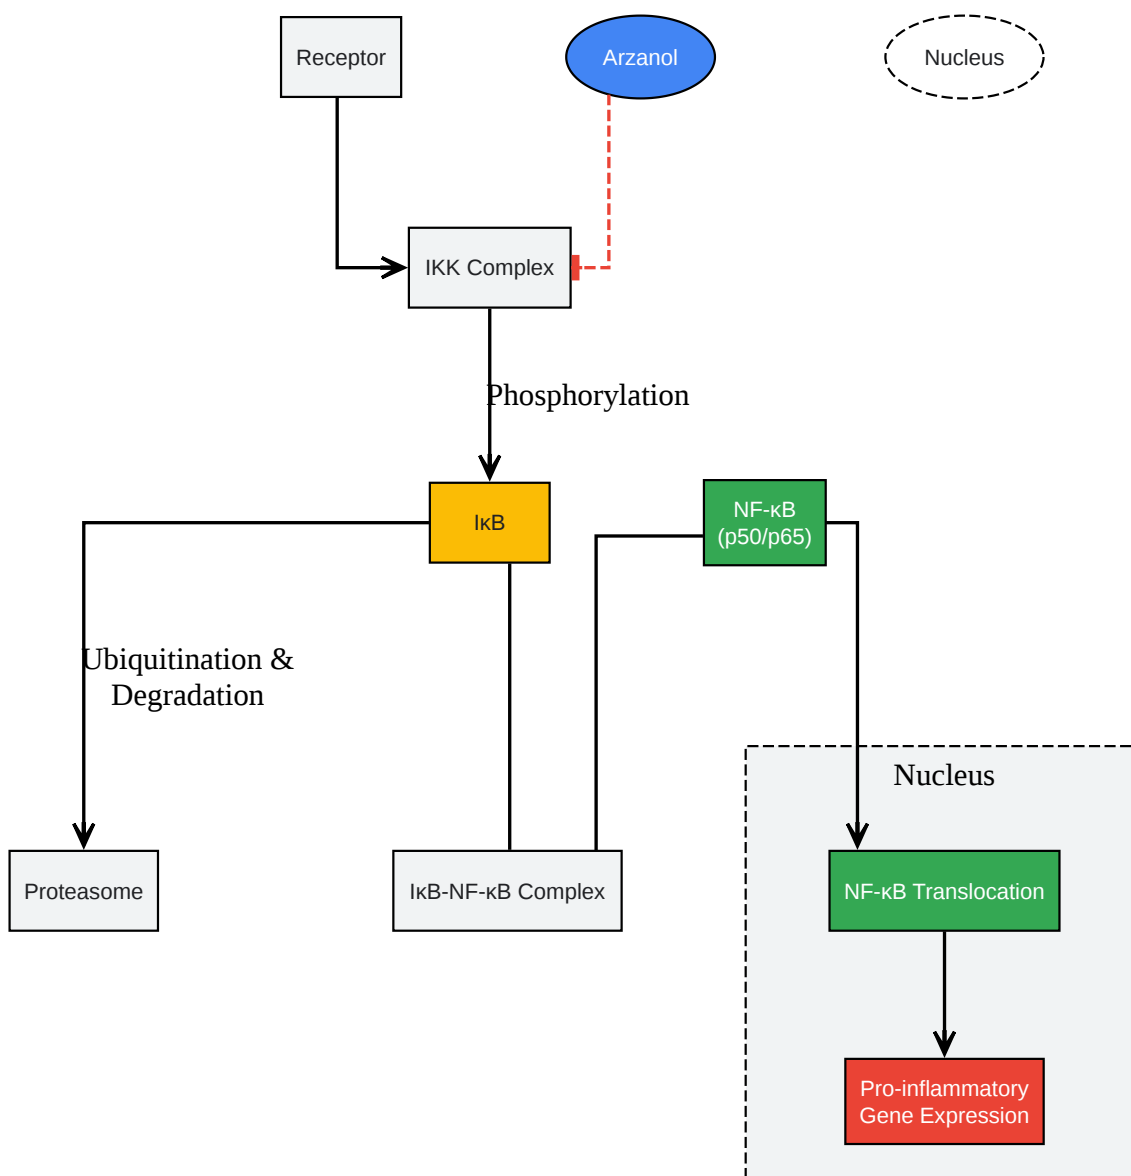 Receptor
Arzanol
Nucleus
IKK Complex
Phosphorylation
IκB
NF-κB
(p50/p65)
Ubiquitination &
Degradation
Nucleus
Proteasome
IκB-NF-κB Complex
NF-κB Translocation
Pro-inflammatory
Gene Expression